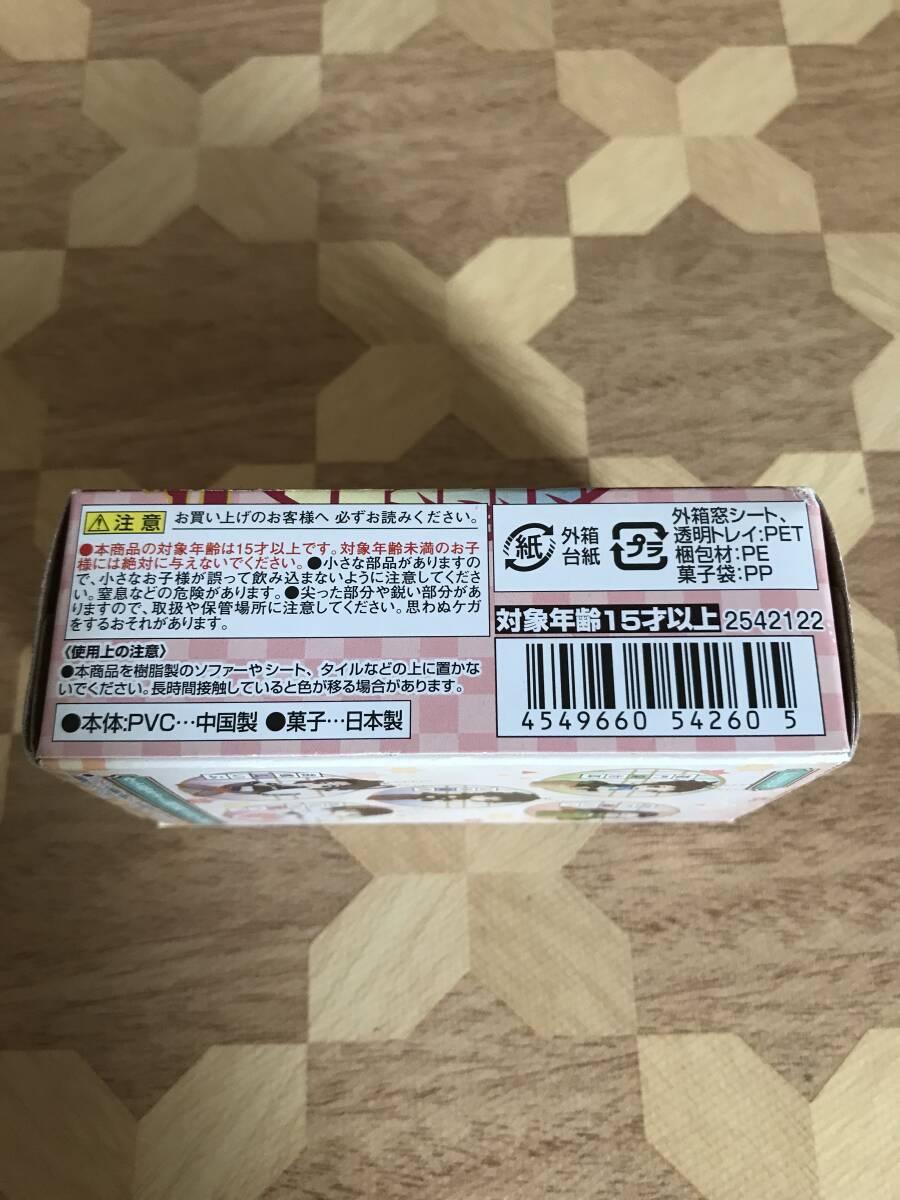 注意 お買い上げのお客様へ 必ずお読みください。
●本商品の対象年齢は15才以上です。対象年齢未満のお子
様には絶対に与えないでください。●小さな部品がありますの
で、小さなお子様が誤って飲み込まないように注意してくださ
い。窒息などの危険があります。●尖った部分や鋭い部分があ
りますので、取扱や保管場所に注意してください。思わぬケガ
をするおそれがあります。
〈使用上の注意〉
●本商品を樹脂製のソファーやシート、タイルなどの上に置かな
いでください。長時間接触していると色が移る場合があります。
●本体:PVC…中国製 ●菓子…日本製
紙 外箱
台紙
プラ 外箱窓シート、
透明トレイ:PET
梱包材:PE
菓子袋:PP
対象年齢15才以上 2542122
4549660 54260 5